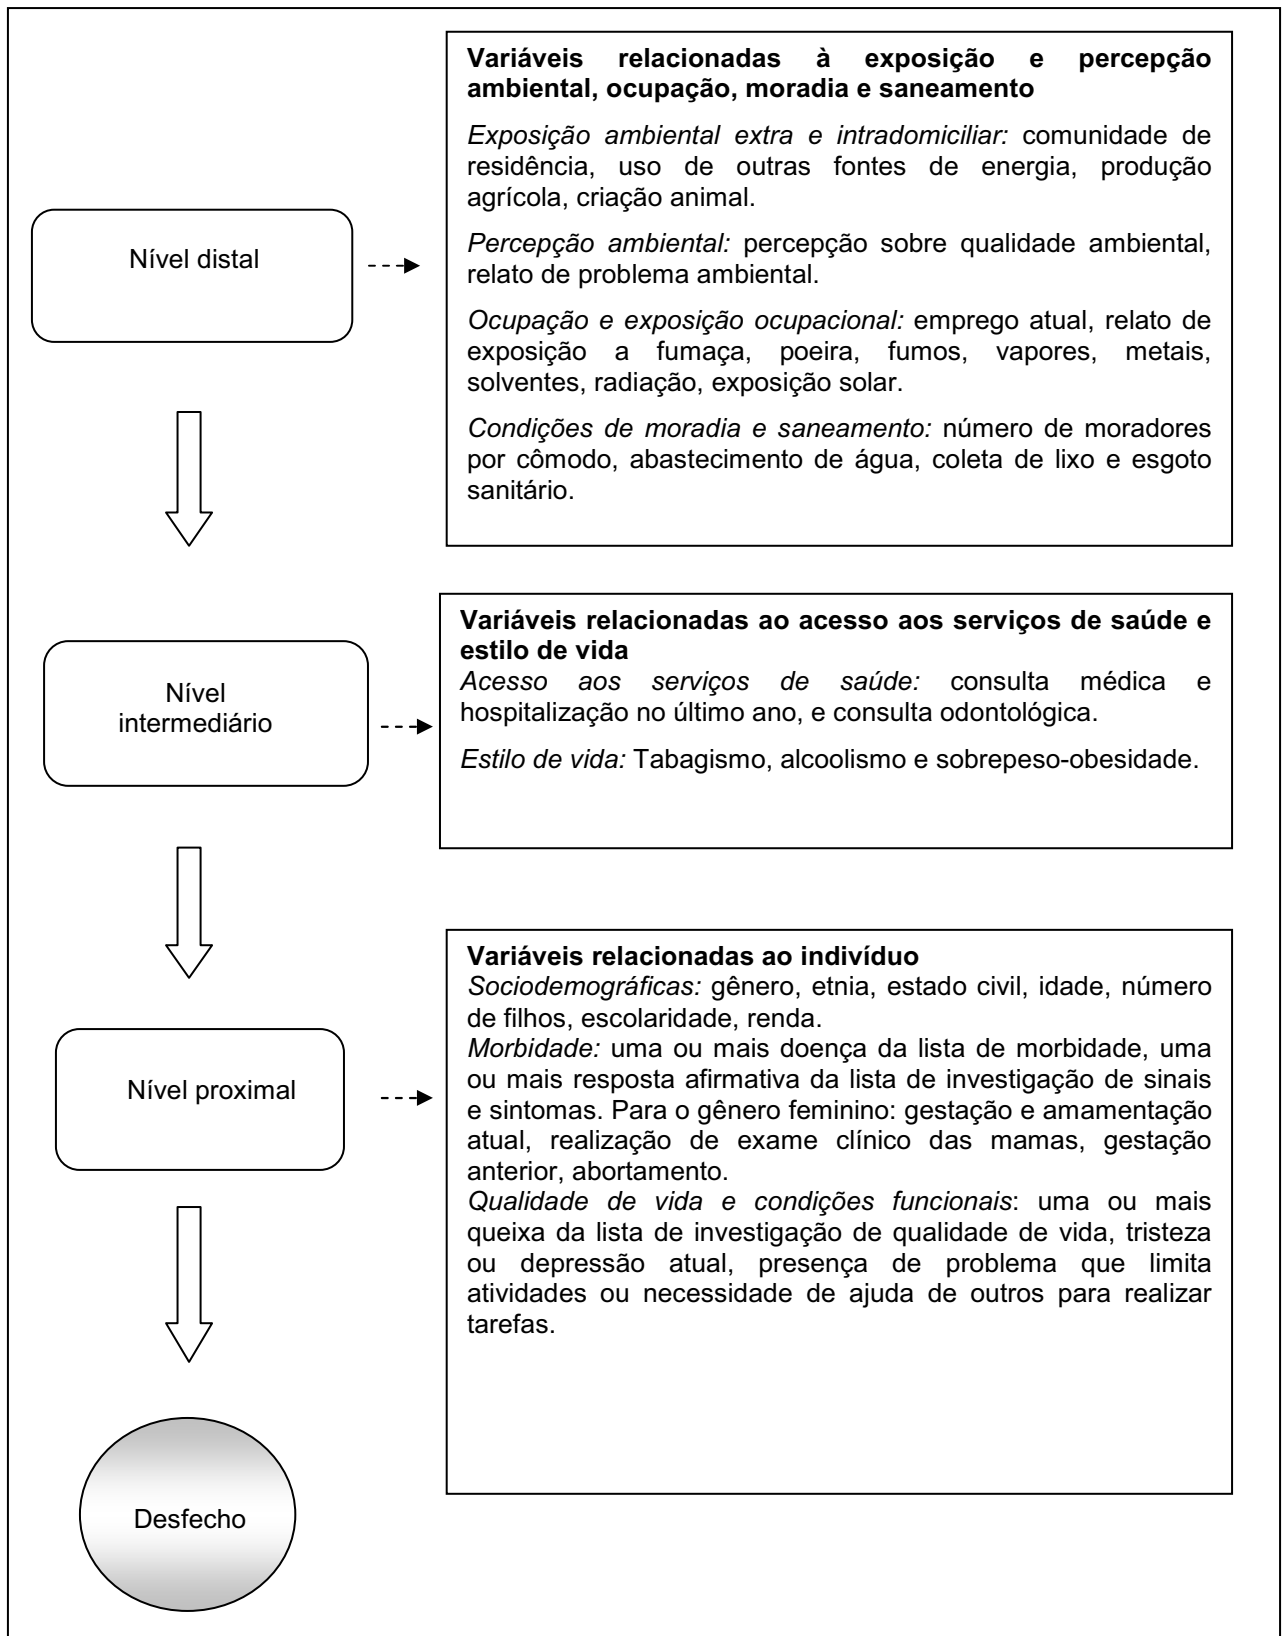 Nível distal
Variáveis relacionadas à exposição e percepção
ambiental, ocupação, moradia e saneamento
Exposição ambiental extra e intradomiciliar: comunidade de
residência, uso de outras fontes de energia, produção
agrícola, criação animal.
Percepção ambiental: percepção sobre qualidade ambiental,
relato de problema ambiental.
Ocupação e exposição ocupacional: emprego atual, relato de
exposição a fumaça, poeira, fumos, vapores, metais,
solventes, radiação, exposição solar.
Condições de moradia e saneamento: número de moradores
por cômodo, abastecimento de água, coleta de lixo e esgoto
sanitário.
Nível
intermediário
Variáveis relacionadas ao acesso aos serviços de saúde e
estilo de vida
Acesso aos serviços de saúde: consulta médica e
hospitalização no último ano, e consulta odontológica.
Estilo de vida: Tabagismo, alcoolismo e sobrepeso-obesidade.
Nível proximal
Variáveis relacionadas ao indivíduo
Sociodemográficas: gênero, etnia, estado civil, idade, número
de filhos, escolaridade, renda.
Morbidade: uma ou mais doença da lista de morbidade, uma
ou mais resposta afirmativa da lista de investigação de sinais
e sintomas. Para o gênero feminino: gestação e amamentação
atual, realização de exame clínico das mamas, gestação
anterior, abortamento.
Qualidade de vida e condições funcionais: uma ou mais
queixa da lista de investigação de qualidade de vida, tristeza
ou depressão atual, presença de problema que limita
atividades ou necessidade de ajuda de outros para realizar
tarefas.
Desfecho